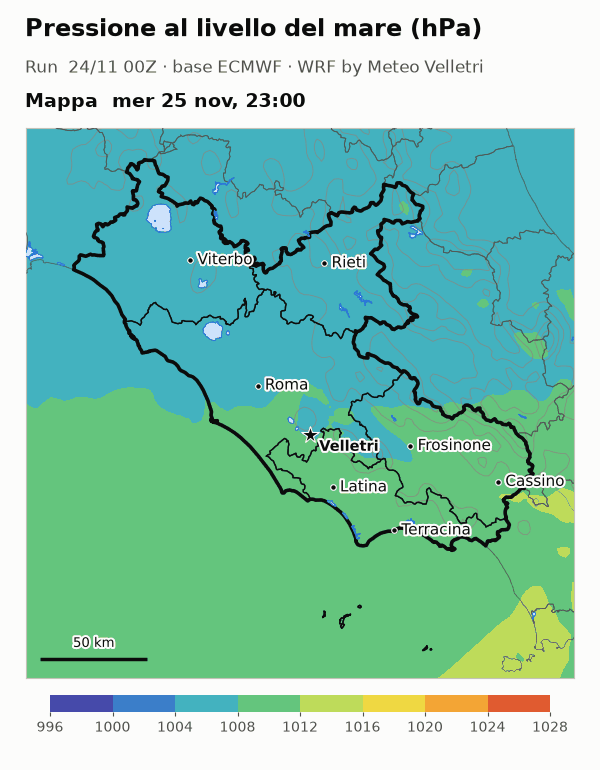 Pressione al livello del mare (hPa)
Run  24/11 00Z · base ECMWF · WRF by Meteo Velletri
Mappa  mer 25 nov, 23:00
Viterbo
Rieti
Roma
Velletri
Frosinone
Latina
Cassino
Terracina
50 km
996 1000 1004 1008 1012 1016 1020 1024 1028